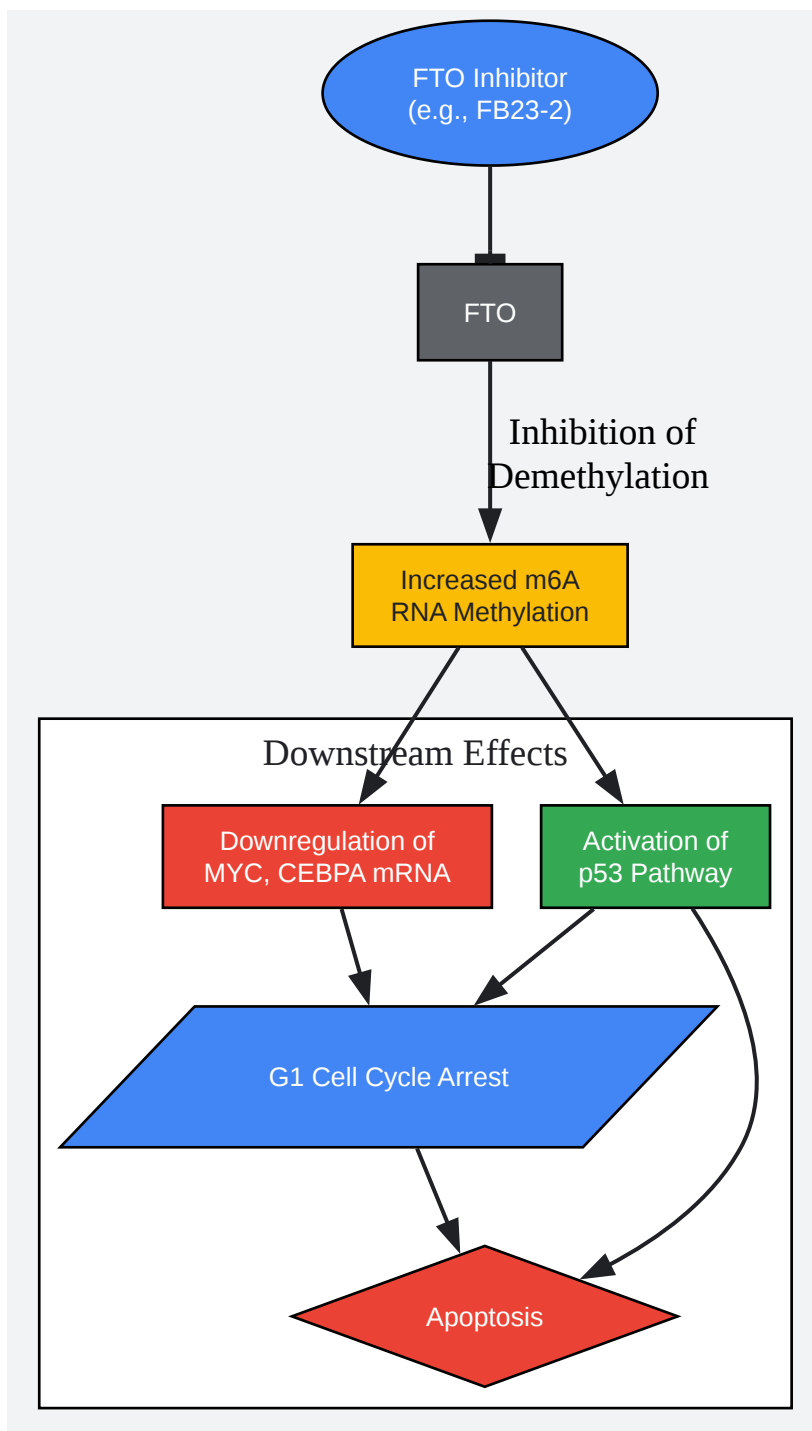 FTO Inhibitor
(e.g., FB23-2)
FTO
Inhibition of
Demethylation
Increased m6A
RNA Methylation
Downstream Effects
Downregulation of
MYC, CEBPA mRNA
Activation of
p53 Pathway
G1 Cell Cycle Arrest
Apoptosis